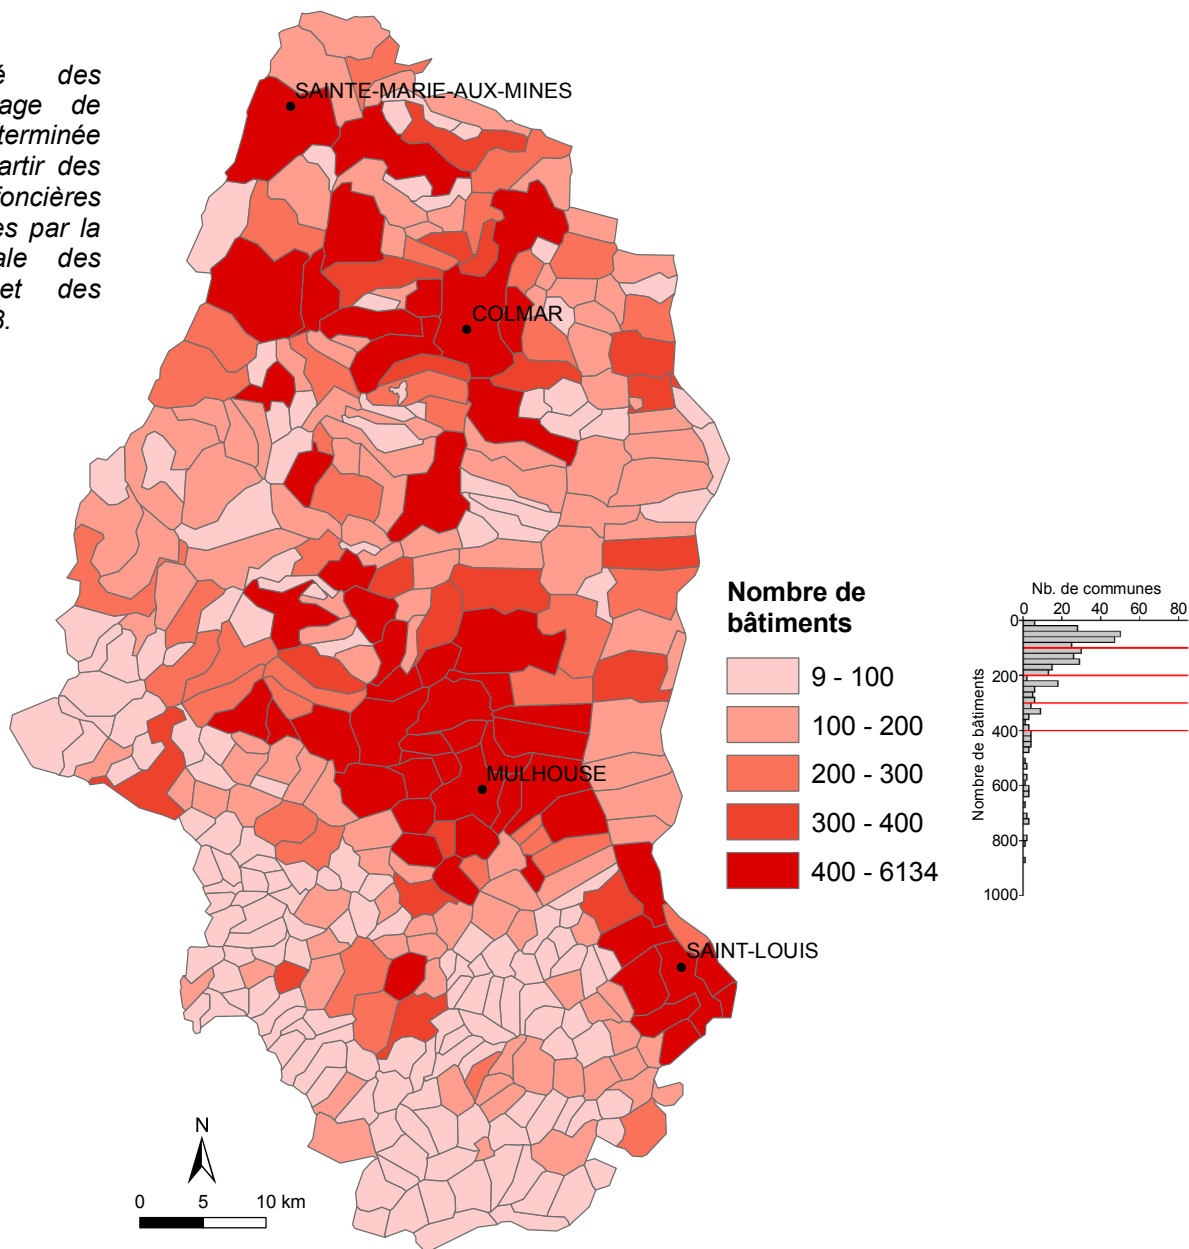 des
age de
terminée
artir des
foncières
es par la
ale des
et des
3.
SAINTE-MARIE-AUX-MINES
COLMAR
MULHOUSE
SAINT-LOUIS
Nombre de
bâtiments
9 - 100
100 - 200
200 - 300
300 - 400
400 - 6134
Nb. de communes
0 20 40 60 80
Nombre de bâtiments
0
200
400
600
800
1000
N
0 5 10 km